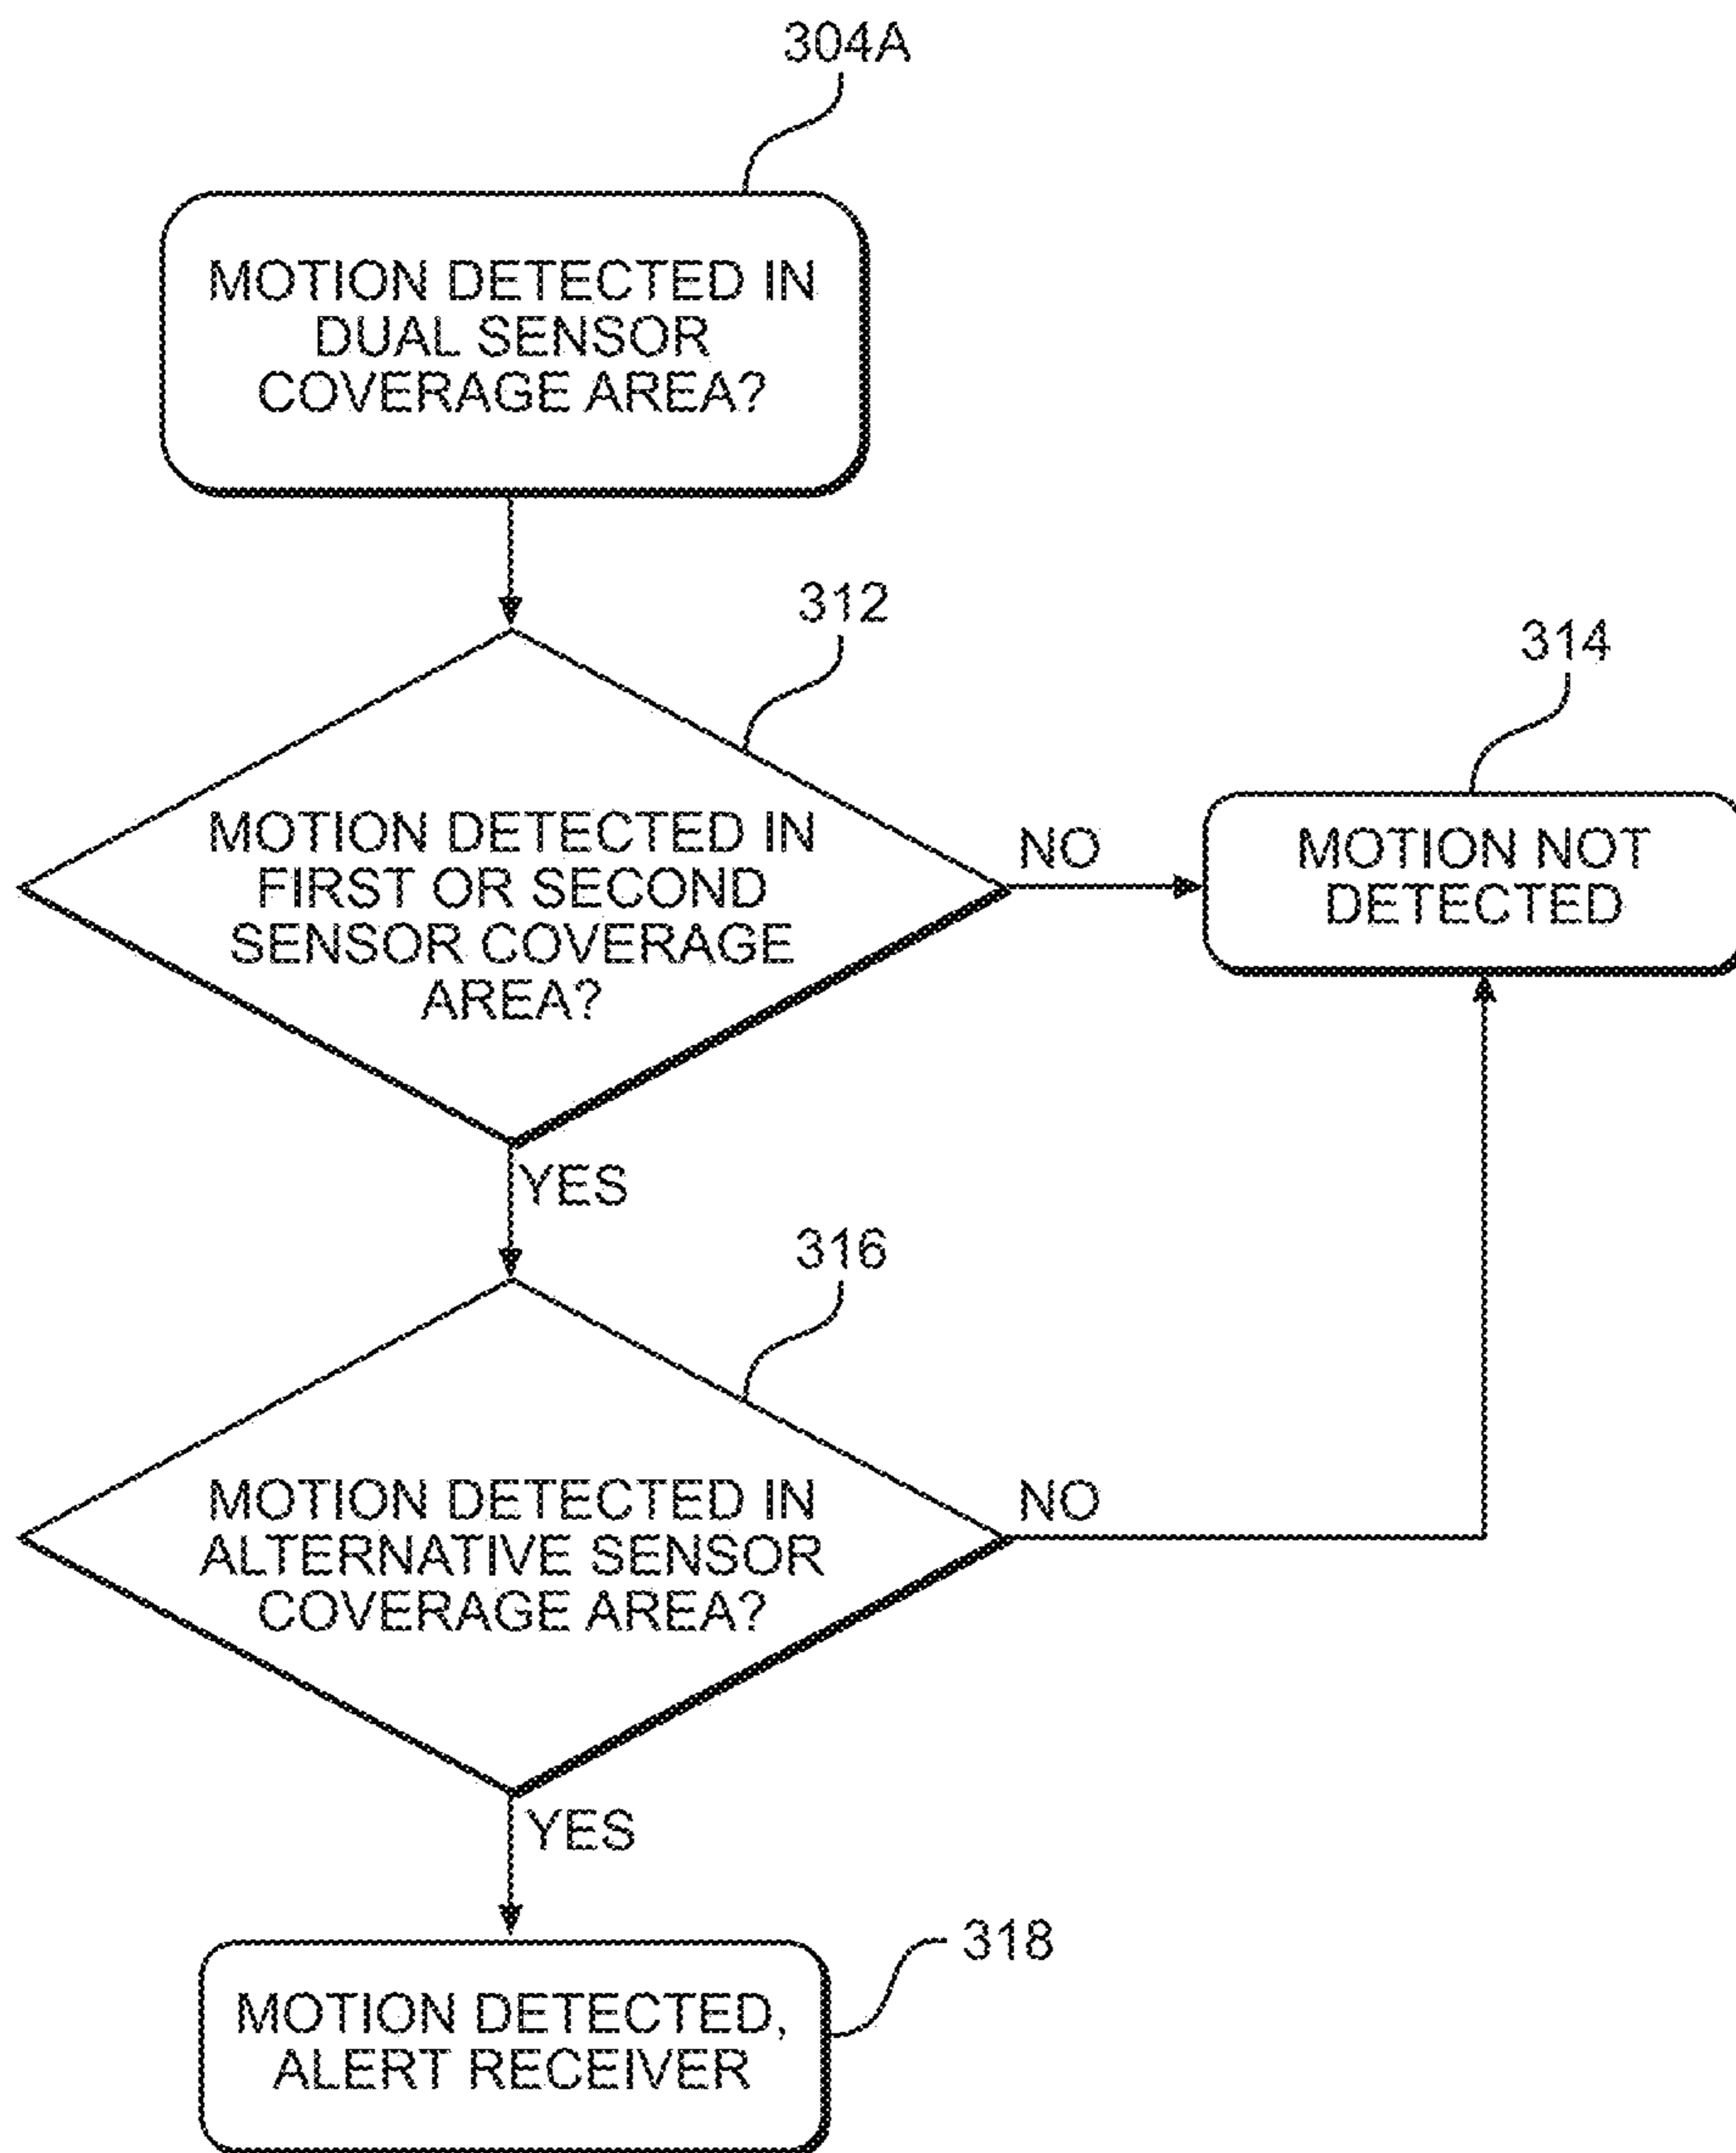 304A
MOTION DETECTED IN
DUAL SENSOR
COVERAGE AREA?
312
MOTION DETECTED IN
FIRST OR SECOND
SENSOR COVERAGE
AREA?
NO
314
MOTION NOT
DETECTED
YES
316
MOTION DETECTED IN
ALTERNATIVE SENSOR
COVERAGE AREA?
NO
YES
318
MOTION DETECTED,
ALERT RECEIVER